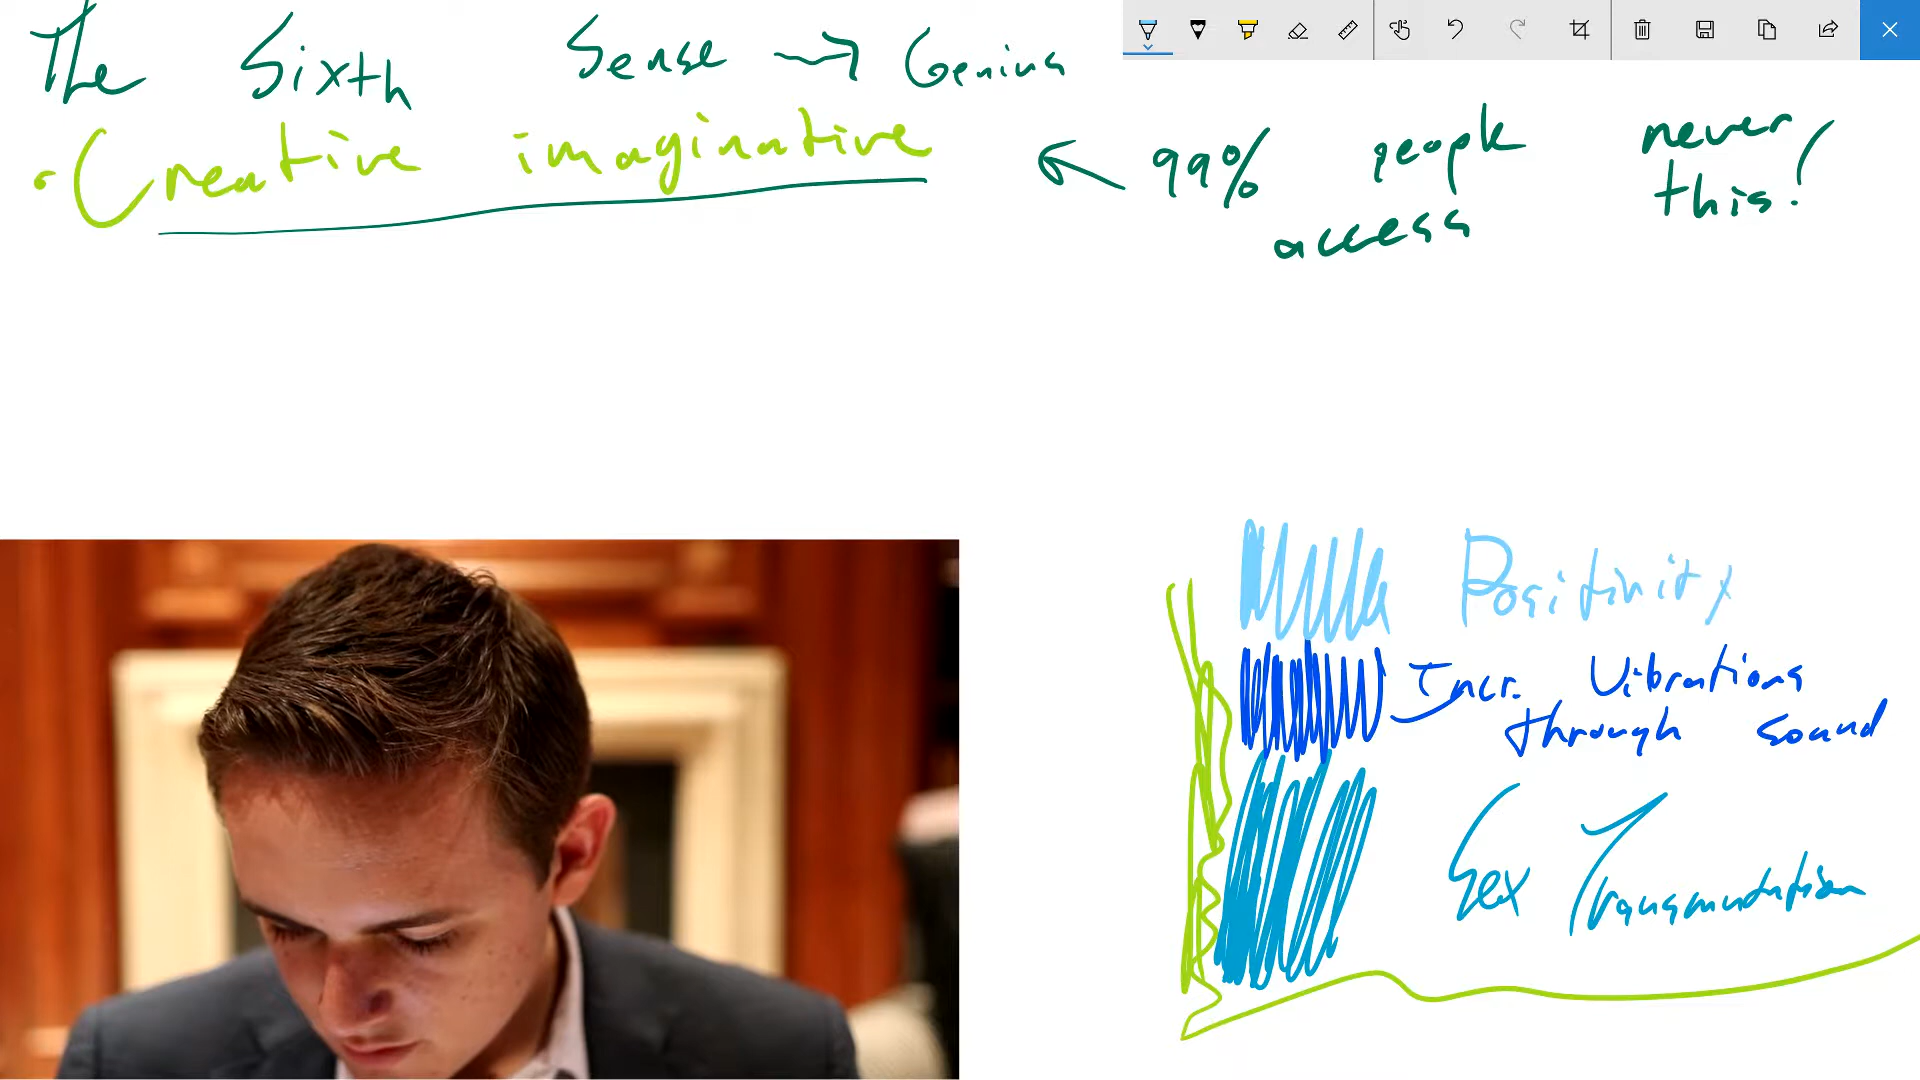 The Sixth Sense → Genius
• Creative imaginative
← 99% people never
access this!
Positivity
Incr. Vibrations
through sound
Sex Transmutation